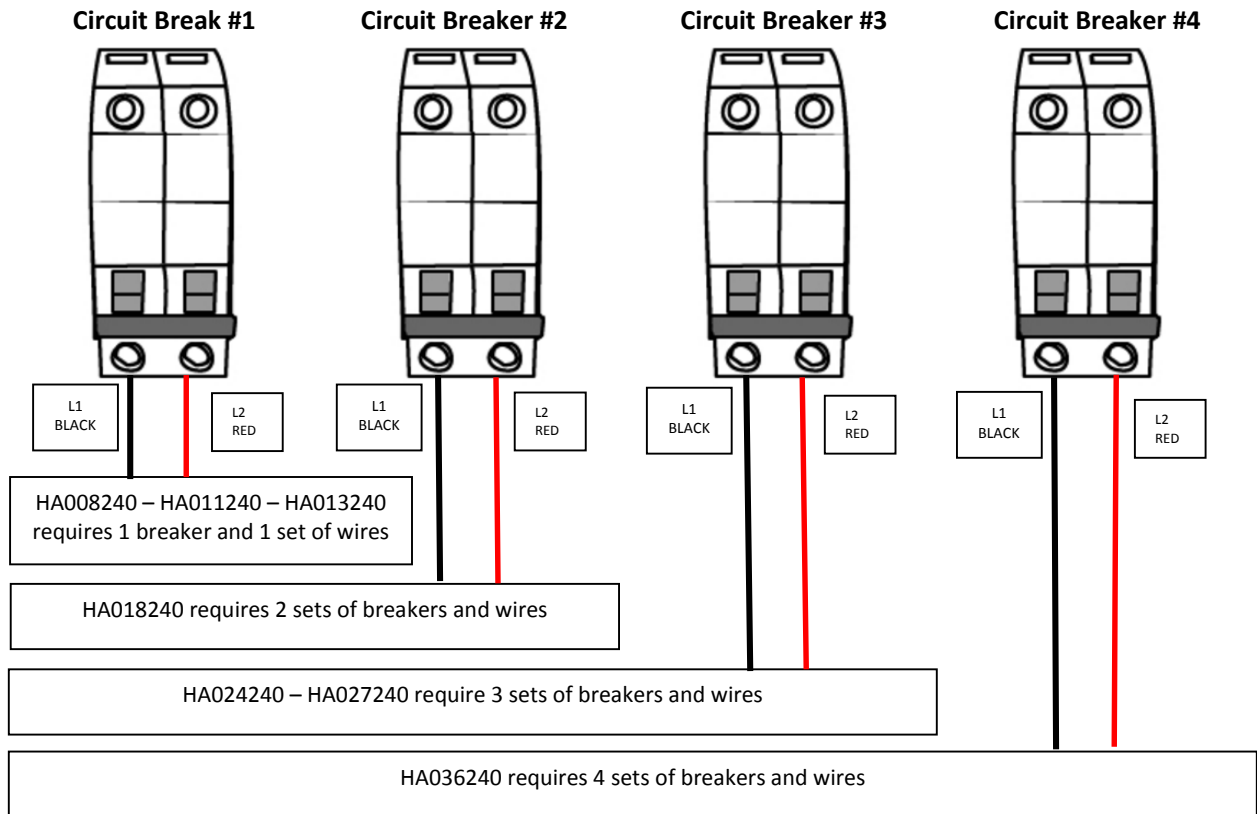 Circuit Break #1
Circuit Breaker #2
Circuit Breaker #3
Circuit Breaker #4
L1
BLACK
L2
RED
L1
BLACK
L2
RED
L1
BLACK
L2
RED
L1
BLACK
L2
RED
HA008240 – HA011240 – HA013240
requires 1 breaker and 1 set of wires
HA018240 requires 2 sets of breakers and wires
HA024240 – HA027240 require 3 sets of breakers and wires
HA036240 requires 4 sets of breakers and wires